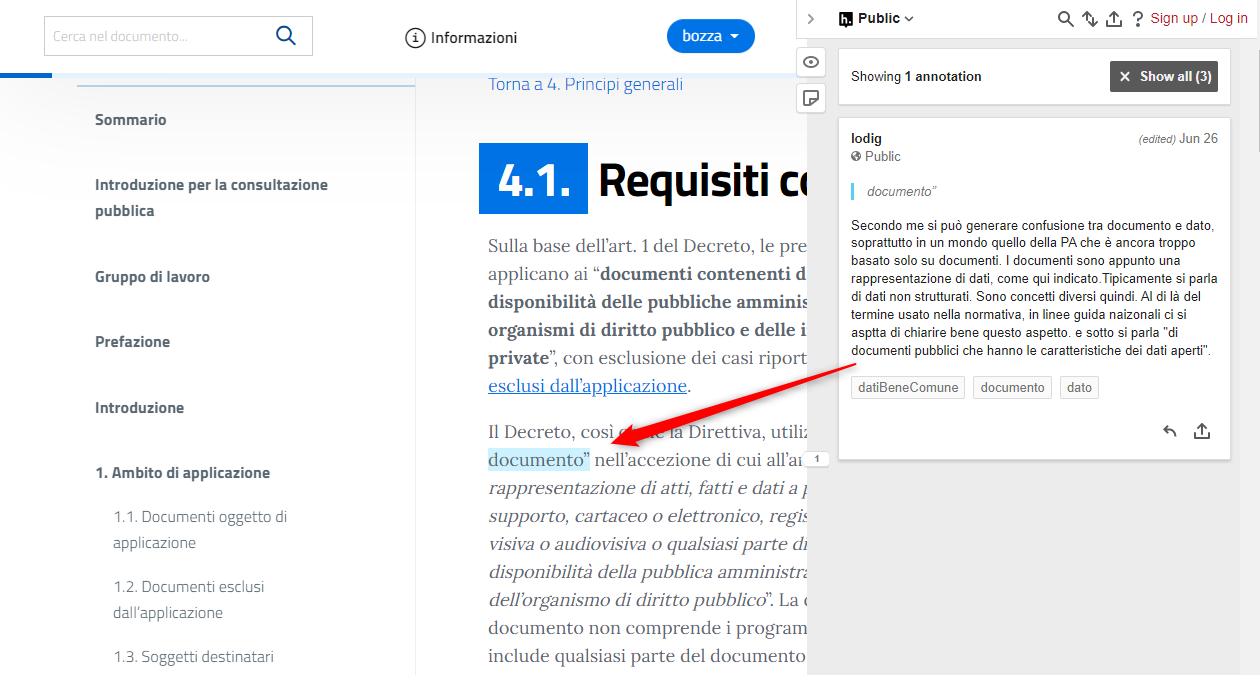 Cerca nel documento...
Informazioni
bozza
Sommario
Introduzione per la consultazione
pubblica
Gruppo di lavoro
Prefazione
Introduzione
1. Ambito di applicazione
1.1. Documenti oggetto di
applicazione
1.2. Documenti esclusi
dall'applicazione
1.3. Soggetti destinatari
Torna a 4. Principi generali
4.1. Requisiti co
Sulla base dell'art. 1 del Decreto, le pre
applicano ai “documenti contenenti d
disponibilità delle pubbliche amminis
organismi di diritto pubblico e delle i
private”, con esclusione dei casi riport
esclusi dall'applicazione.
Il Decreto, così la Direttiva, utiliz
documento” nell'accezione di cui all'ar
rappresentazione di atti, fatti e dati a p
supporto, cartaceo o elettronico, regis
visiva o audiovisiva o qualsiasi parte di
disponibilità della pubblica amministra
dell'organismo di diritto pubblico”. La c
documento non comprende i program
include qualsiasi parte del documento
h. Public
? Sign up / Log in
Showing 1 annotation
Show all (3)
lodig
(edited) Jun 26
Public
documento”
Secondo me si può generare confusione tra documento e dato,
soprattutto in un mondo quello della PA che è ancora troppo
basato solo su documenti. I documenti sono appunto una
rappresentazione di dati, come qui indicato.Tipicamente si parla
di dati non strutturati. Sono concetti diversi quindi. Al di là del
termine usato nella normativa, in linee guida naizonali ci si
asptta di chiarire bene questo aspetto. e sotto si parla "di
documenti pubblici che hanno le caratteristiche dei dati aperti".
datiBeneComune documento dato
1